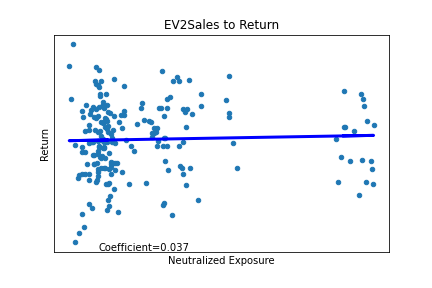 EV2Sales to Return
Return
Coefficient=0.037
Neutralized Exposure